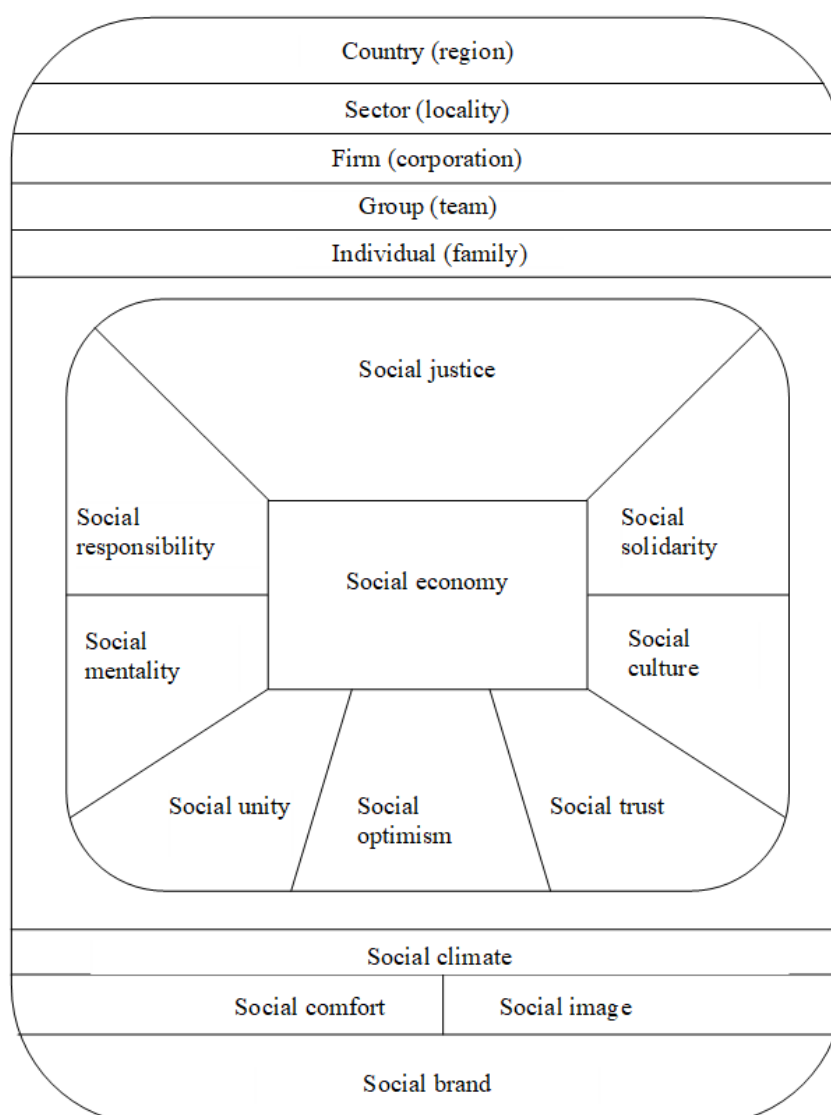 Country (region)
Sector (locality)
Firm (corporation)
Group (team)
Individual (family)
Social justice
Social
responsibility
Social
solidarity
Social economy
Social
mentality
Social
culture
Social unity
Social
optimism
Social trust
Social climate
Social comfort
Social image
Social brand